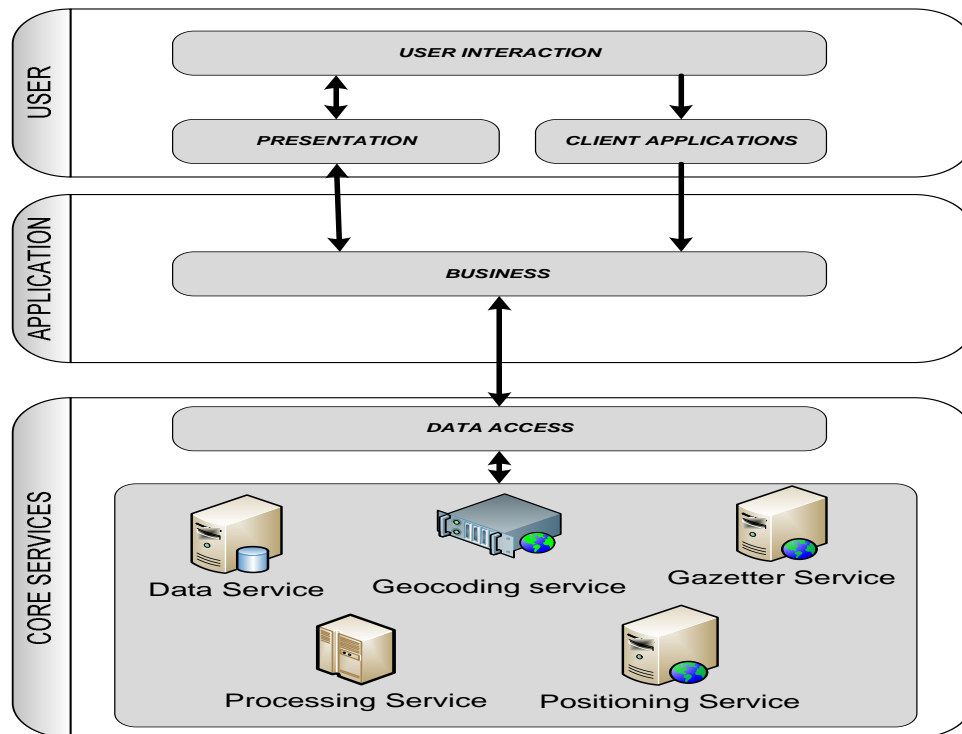 USER
USER INTERACTION
PRESENTATION
CLIENT APPLICATIONS
APPLICATION
BUSINESS
CORE SERVICES
DATA ACCESS
Data Service
Geocoding service
Gazetter Service
Processing Service
Positioning Service